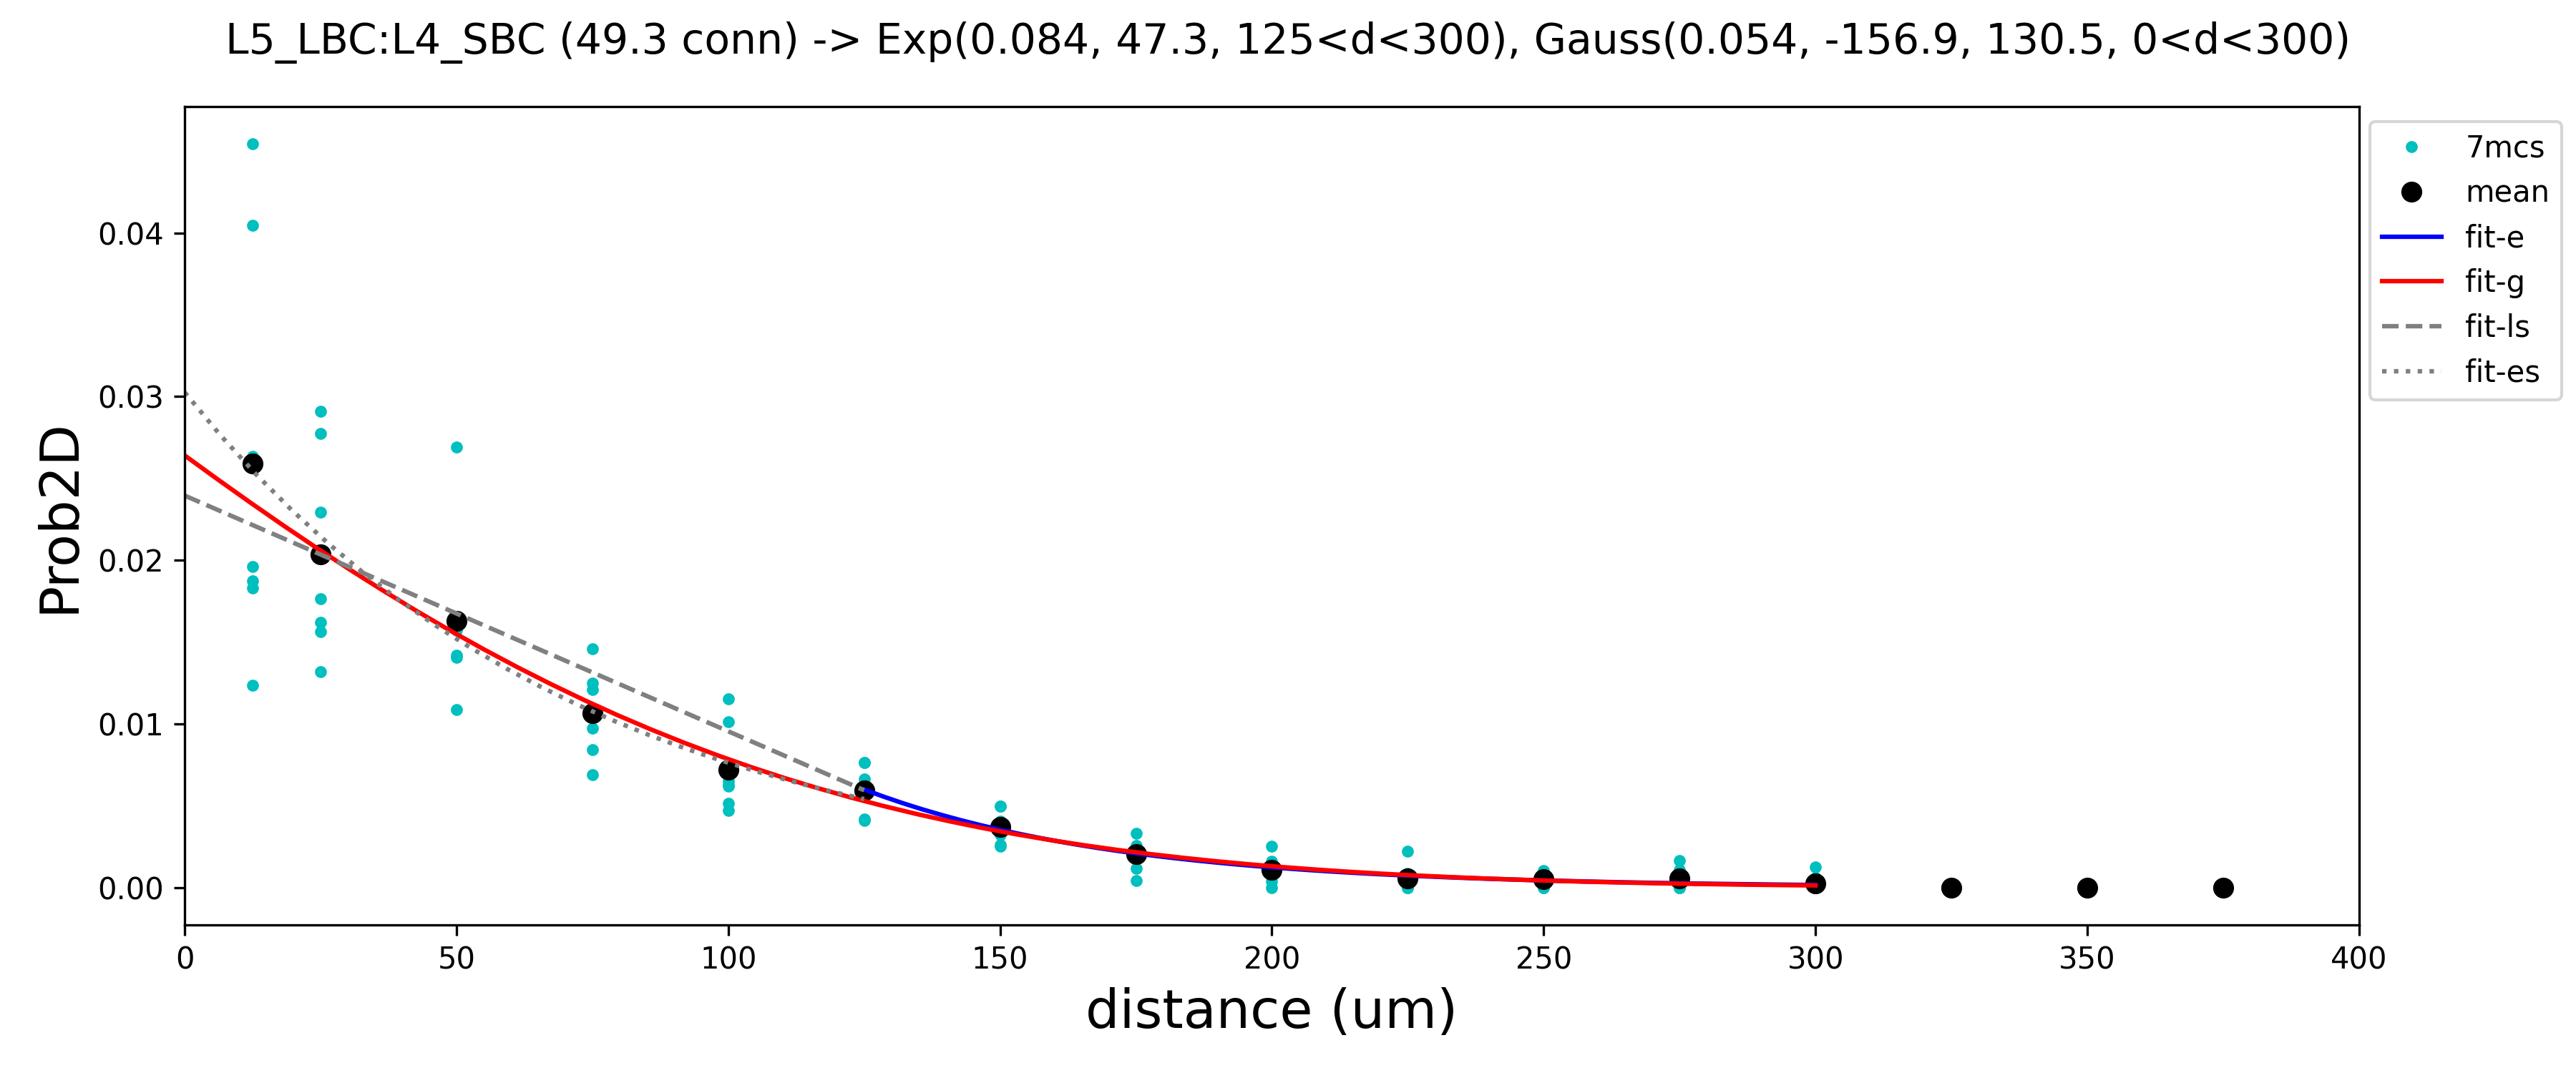 L5_LBC:L4_SBC (49.3 conn) -> Exp(0.084, 47.3, 125<d<300), Gauss(0.054, -156.9, 130.5, 0<d<300)
7mcs
mean
fit-e
fit-g
fit-ls
fit-es
Prob2D
0.04
0.03
0.02
0.01
0.00
0 50 100 150 200 250 300 350 400
distance (um)